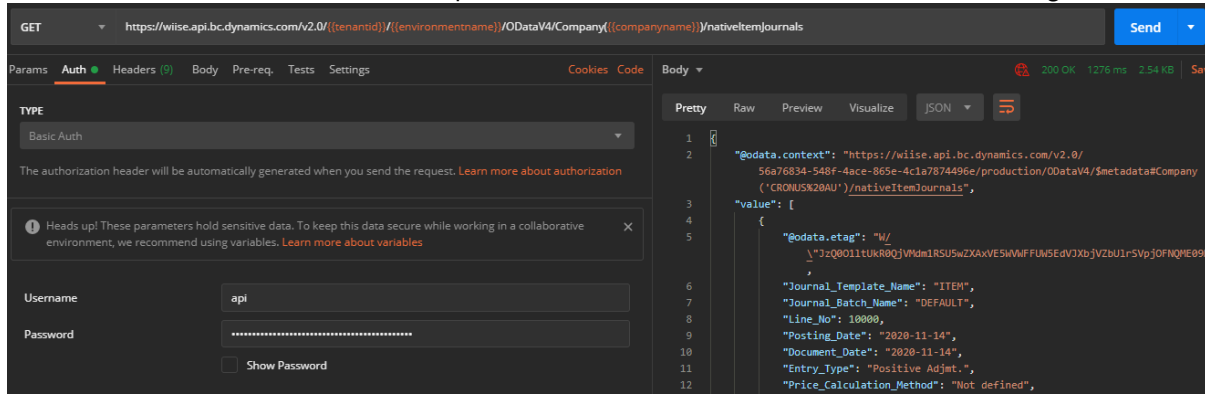 GET https://wiise.api.bc.dynamics.com/v2.0/{{tenantid}}/{{environmentname}}/ODataV4/Company({{companyname}})/nativeItemJournals Send
Params Auth Headers (9) Body Pre-req. Tests Settings Cookies Code
TYPE
Basic Auth
The authorization header will be automatically generated when you send the request. Learn more about authorization
Heads up! These parameters hold sensitive data. To keep this data secure while working in a collaborative
environment, we recommend using variables. Learn more about variables
Username api
Password
Show Password
Body 200 OK 1276 ms 2.54 KB
Pretty Raw Preview Visualize JSON
1 {
2 "@odata.context": "https://wiise.api.bc.dynamics.com/v2.0/
56a76834-548f-4ace-865e-4c1a7874496e/production/ODataV4/$metadata#Company
('CRONUS%20AU')/nativeItemJournals",
3 "value": [
4 {
5 "@odata.etag": "W/
,
6 "Journal_Template_Name": "ITEM",
7 "Journal_Batch_Name": "DEFAULT",
8 "Line_No": 10000,
9 "Posting_Date": "2020-11-14",
10 "Document_Date": "2020-11-14",
11 "Entry_Type": "Positive Adjmt.",
12 "Price_Calculation_Method": "Not defined",